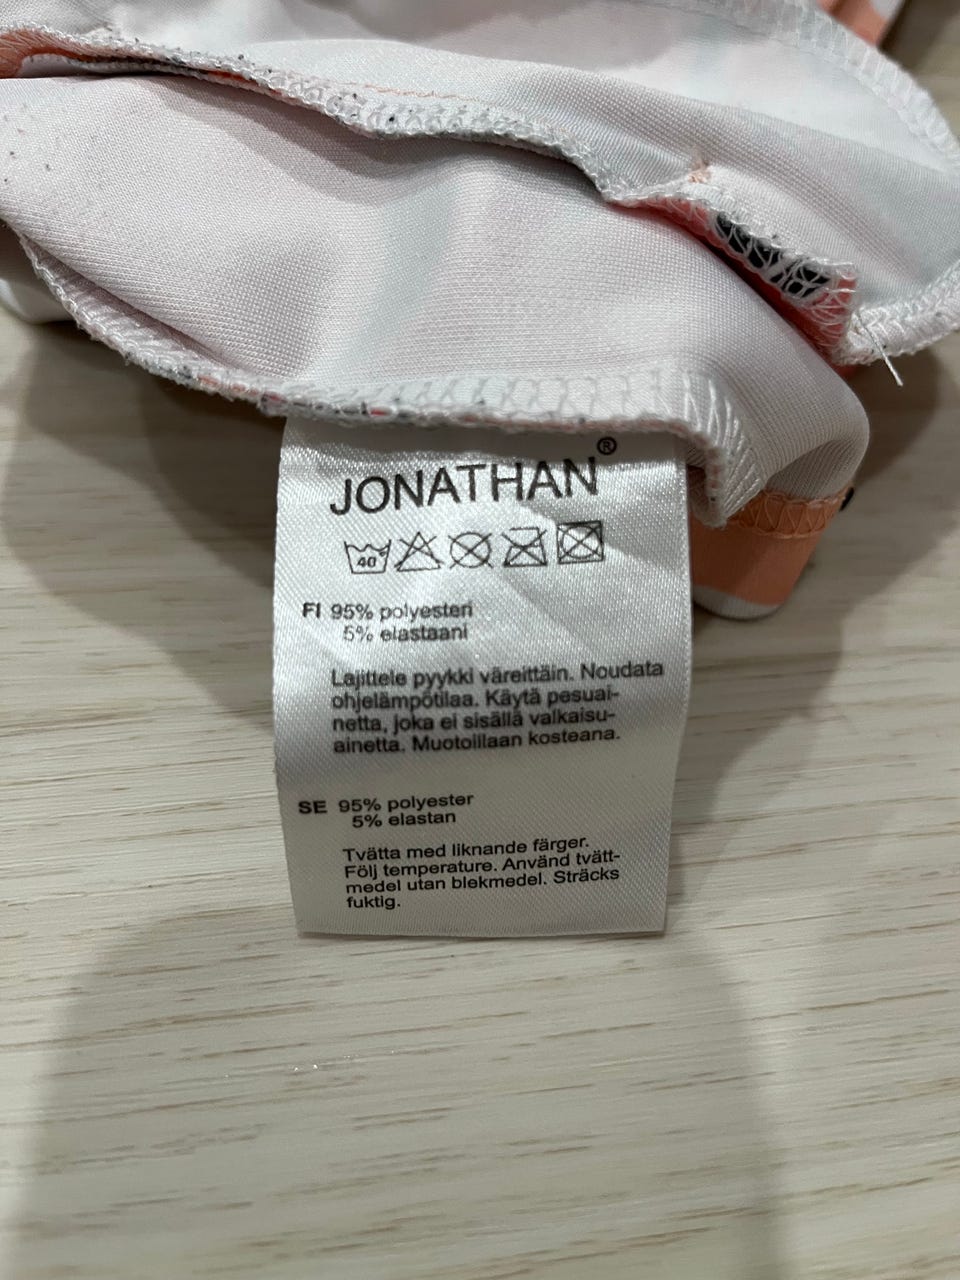 JONATHAN®
40°
FI 95% polyesteri
5% elastaani
Lajittele pyykki väreittäin. Noudata
ohjelämpötilaa. Käytä pesuai-
netta, joka ei sisällä valkaisu-
ainetta. Muotoillaan kosteana.
SE 95% polyester
5% elastan
Tvätta med liknande färger.
Följ temperature. Använd tvätt-
medel utan blekmedel. Sträcks
fuktig.